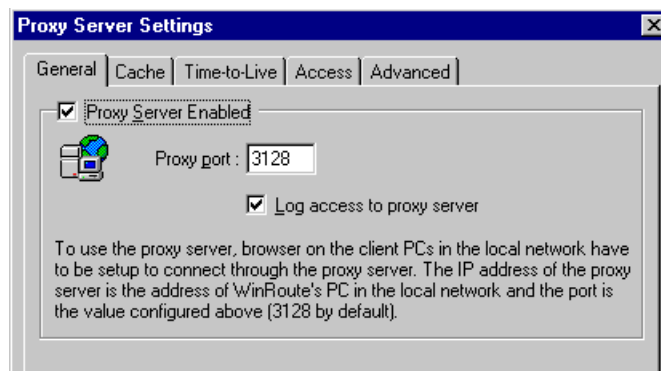 Proxy Server Settings
General Cache Time-to-Live Access Advanced
Proxy Server Enabled
Proxy port : 3128
Log access to proxy server
To use the proxy server, browser on the client PCs in the local network have
to be setup to connect through the proxy server. The IP address of the proxy
server is the address of WinRoute's PC in the local network and the port is
the value configured above (3128 by default).